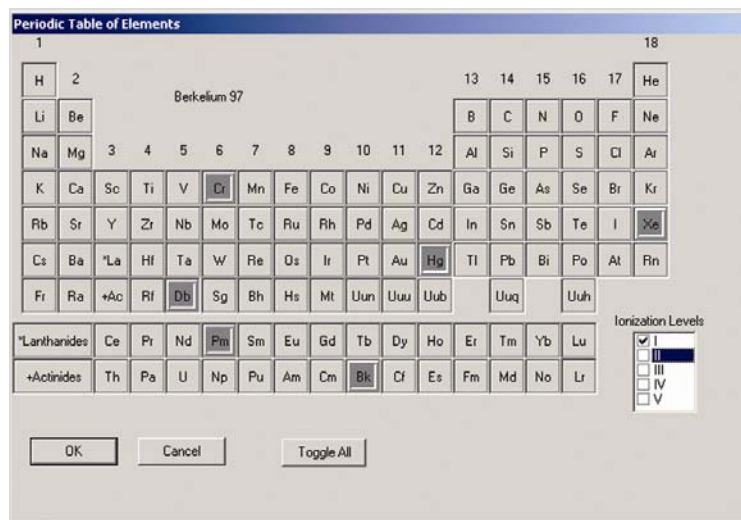 Periodic Table of Elements
1 18
H 2 13 14 15 16 17 He
Berkelium 97
Li Be B C N O F Ne
Na Mg 3 4 5 6 7 8 9 10 11 12 Al Si P S Cl Ar
K Ca Sc Ti V Cr Mn Fe Co Ni Cu Zn Ga Ge As Se Br Kr
Rb Sr Y Zr Nb Mo Tc Ru Rh Pd Ag Cd In Sn Sb Te I Xe
Cs Ba *La Hf Ta W Re Os Ir Pt Au Hg Tl Pb Bi Po At Rn
Fr Ra +Ac Rf Db Sg Bh Hs Mt Uun Uuu Uub Uuq Uuh
*Lanthanides Ce Pr Nd Pm Sm Eu Gd Tb Dy Ho Er Tm Yb Lu
+Actinides Th Pa U Np Pu Am Cm Bk Cf Es Fm Md No Lr
Ionization Levels
I
II
III
IV
V
OK Cancel Toggle All